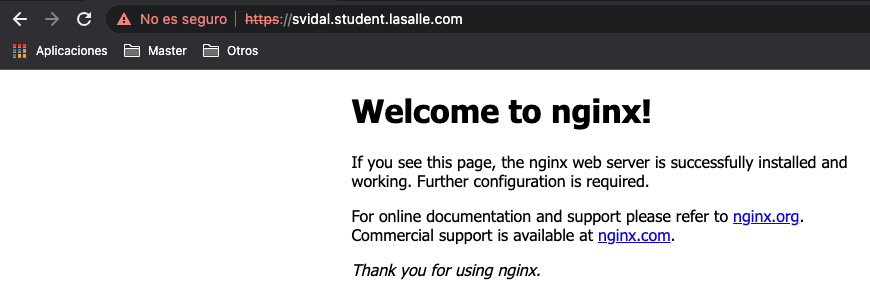 No es seguro | https://svidal.student.lasalle.com
Aplicaciones Master Otros
Welcome to nginx!
If you see this page, the nginx web server is successfully installed and
working. Further configuration is required.
For online documentation and support please refer to nginx.org.
Commercial support is available at nginx.com.
Thank you for using nginx.